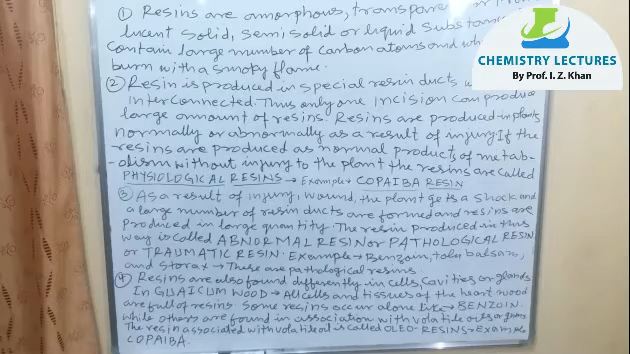 ① Resins are amorphous, transparent or
lucent solid, semisolid or liquid substan
contain large number of carbon atoms and wh
burn with a smoky flame.
② Resin is produced in special resin ducts
interconnected. Thus only one incision can produce
large amount of resins. Resins are produced in plants
normally or abnormally as a result of injury. If the
resins are produced as normal products of metab-
-olism without injury to the plant the resins are called
PHYSIOLOGICAL RESINS → Example → COPAIBA RESIN
③ As a result of injury, wound, the plant gets a shock and
a large number of resin ducts are formed and resins are
produced in large quantity. The resin produced in this
way is called ABNORMAL RESIN or PATHOLOGICAL RESIN
or TRAUMATIC RESIN. Example → Benzoin, tolu balsam,
and storax → These are pathological resins.
④ Resins are also found differently in cells, cavities or glands
In GUAICUM WOOD → All cells and tissues of the heart wood
are full of resins. Some resins occur alone like → BENZOIN.
While others are found in association with volatile oils or gums
The resin associated with volatile oil is called OLEO-RESINS → Example
COPAIBA.
CHEMISTRY LECTURES
By Prof. I. Z. Khan